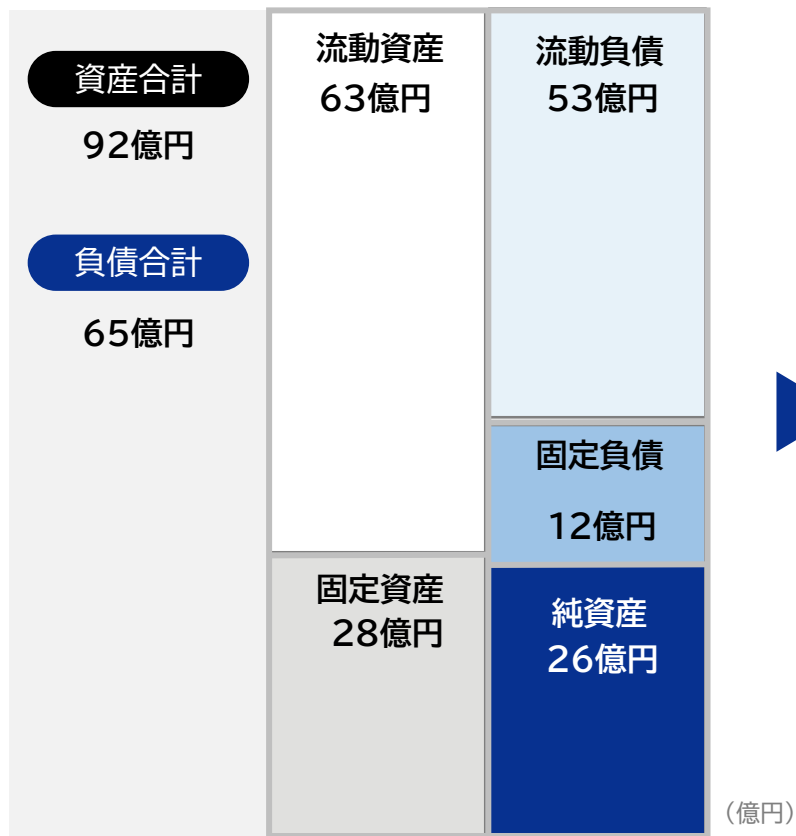 資産合計
92億円
負債合計
65億円
流動資産
63億円
固定資産
28億円
流動負債
53億円
固定負債
12億円
純資産
26億円
（億円）